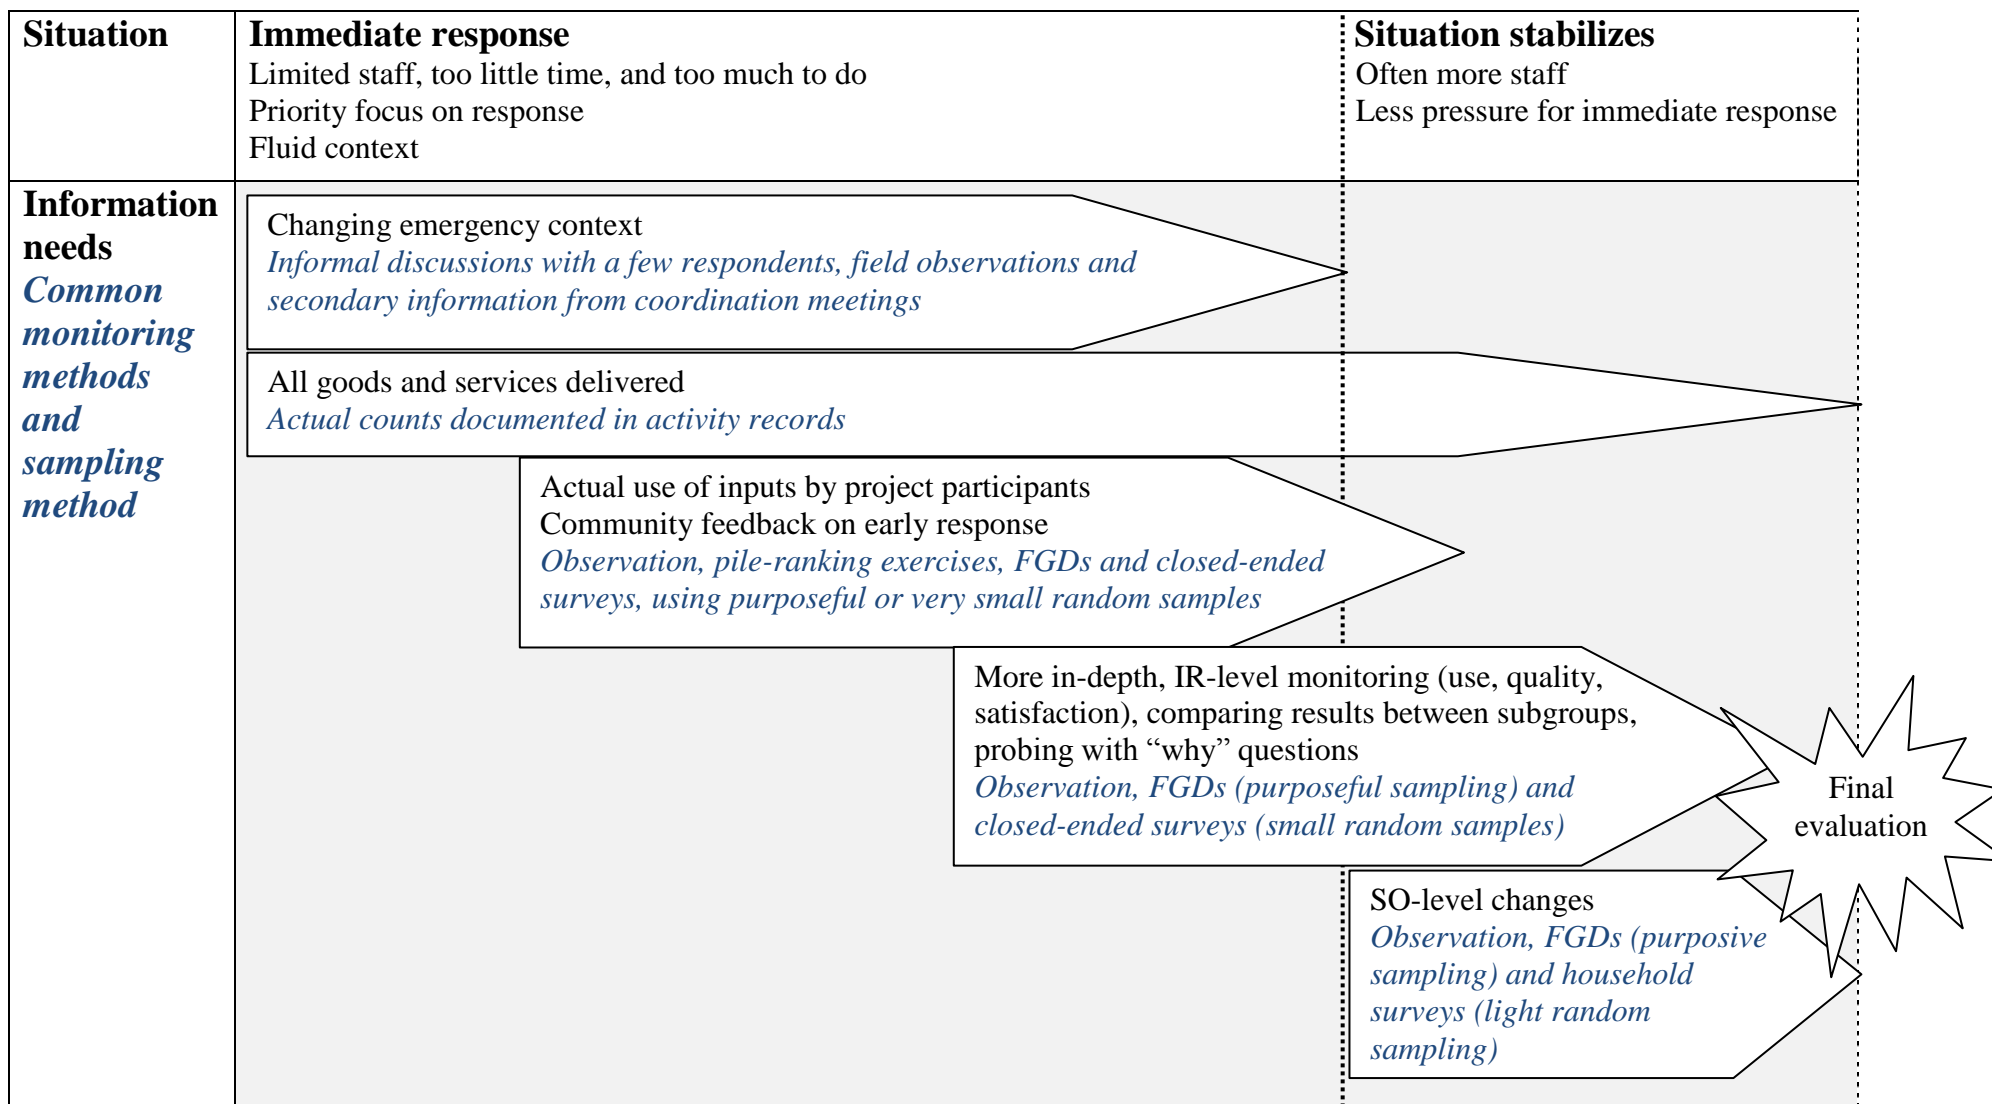 Situation
Immediate response
Limited staff, too little time, and too much to do
Priority focus on response
Fluid context
Situation stabilizes
Often more staff
Less pressure for immediate response
Information
needs
Common
monitoring
methods
and
sampling
method
Changing emergency context
Informal discussions with a few respondents, field observations and
secondary information from coordination meetings
All goods and services delivered
Actual counts documented in activity records
Actual use of inputs by project participants
Community feedback on early response
Observation, pile-ranking exercises, FGDs and closed-ended
surveys, using purposeful or very small random samples
More in-depth, IR-level monitoring (use, quality,
satisfaction), comparing results between subgroups,
probing with “why” questions
Observation, FGDs (purposeful sampling) and
closed-ended surveys (small random samples)
Final
evaluation
SO-level changes
Observation, FGDs (purposive
sampling) and household
surveys (light random
sampling)